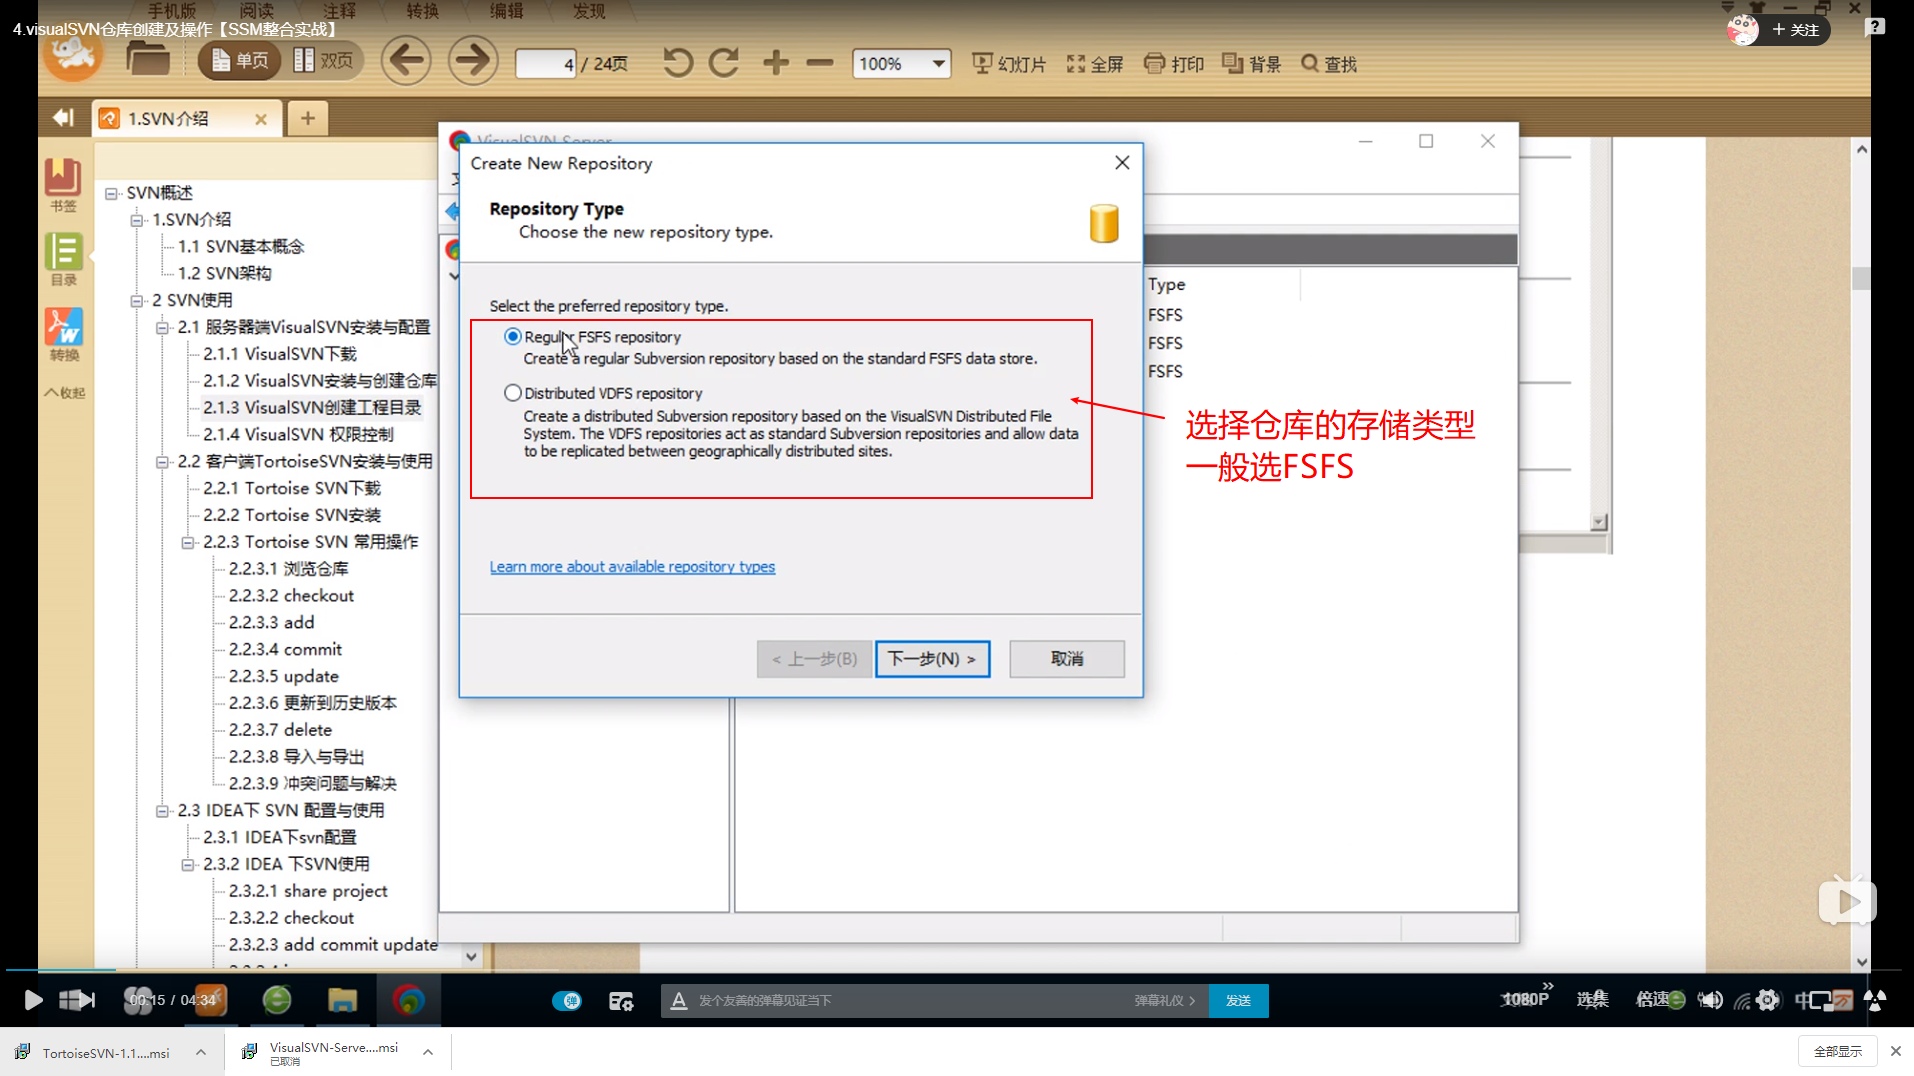 手机版 阅读 注释 转换 编辑 发现
4.visualSVN仓库创建及操作【SSM整合实战】
+ 关注
单页 双页 4 / 24页 100% 幻灯片 全屏 打印 背景 查找
1.SVN介绍
VisualSVN Server
Create New Repository
书签
目录
转换
收起
SVN概述
1.SVN介绍
1.1 SVN基本概念
1.2 SVN架构
2 SVN使用
2.1 服务器端VisualSVN安装与配置
2.1.1 VisualSVN下载
2.1.2 VisualSVN安装与创建仓库
2.1.3 VisualSVN创建工程目录
2.1.4 VisualSVN 权限控制
2.2 客户端TortoiseSVN安装与使用
2.2.1 Tortoise SVN下载
2.2.2 Tortoise SVN安装
2.2.3 Tortoise SVN 常用操作
2.2.3.1 浏览仓库
2.2.3.2 checkout
2.2.3.3 add
2.2.3.4 commit
2.2.3.5 update
2.2.3.6 更新到历史版本
2.2.3.7 delete
2.2.3.8 导入与导出
2.2.3.9 冲突问题与解决
2.3 IDEA下 SVN 配置与使用
2.3.1 IDEA下svn配置
2.3.2 IDEA 下SVN使用
2.3.2.1 share project
2.3.2.2 checkout
2.3.2.3 add commit update
Repository Type
Choose the new repository type.
Select the preferred repository type.
Regular FSFS repository
Create a regular Subversion repository based on the standard FSFS data store.
Distributed VDFS repository
Create a distributed Subversion repository based on the VisualSVN Distributed File
System. The VDFS repositories act as standard Subversion repositories and allow data
to be replicated between geographically distributed sites.
Learn more about available repository types
< 上一步(B) 下一步(N) > 取消
Type
FSFS
FSFS
FSFS
选择仓库的存储类型
一般选FSFS
00:15 / 04:34 弹 发个友善的弹幕见证当下 弹幕礼仪 > 发送 1080P 选集 倍速 中
TortoiseSVN-1.1....msi
VisualSVN-Serve....msi
已取消
全部显示